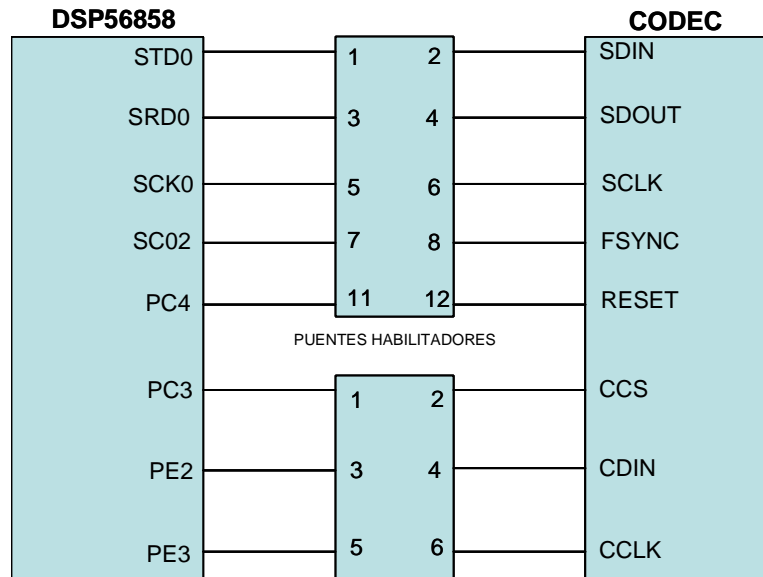 DSP56858 CODEC
STD0 1 2 SDIN
SRD0 3 4 SDOUT
SCK0 5 6 SCLK
SC02 7 8 FSYNC
PC4 11 12 RESET
PUENTES HABILITADORES
PC3 1 2 CCS
PE2 3 4 CDIN
PE3 5 6 CCLK